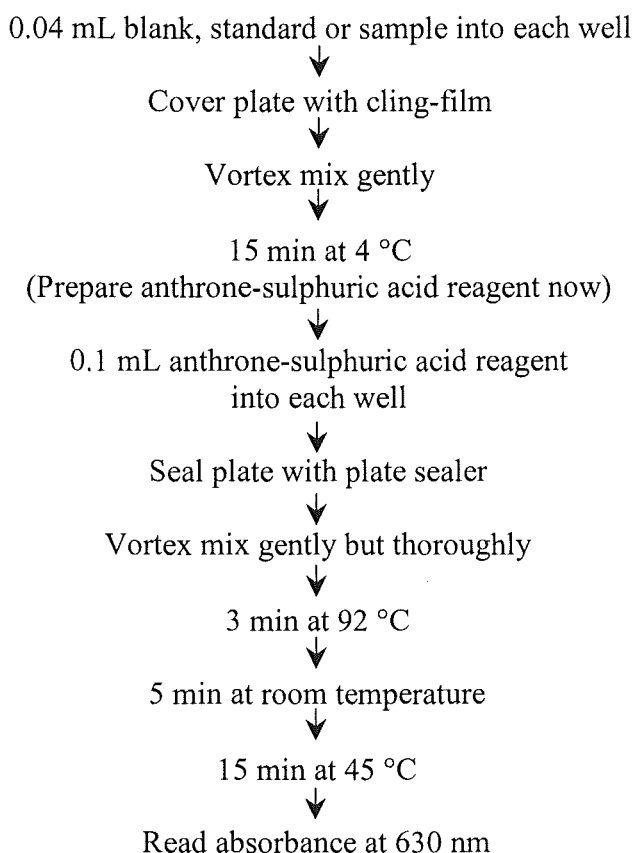 0.04 mL blank, standard or sample into each well
Cover plate with cling-film
Vortex mix gently
15 min at 4 °C
(Prepare anthrone-sulphuric acid reagent now)
0.1 mL anthrone-sulphuric acid reagent
into each well
Seal plate with plate sealer
Vortex mix gently but thoroughly
3 min at 92 °C
5 min at room temperature
15 min at 45 °C
Read absorbance at 630 nm